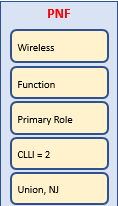 PNF
Wireless
Function
Primary Role
CLLI = 2
Union, NJ